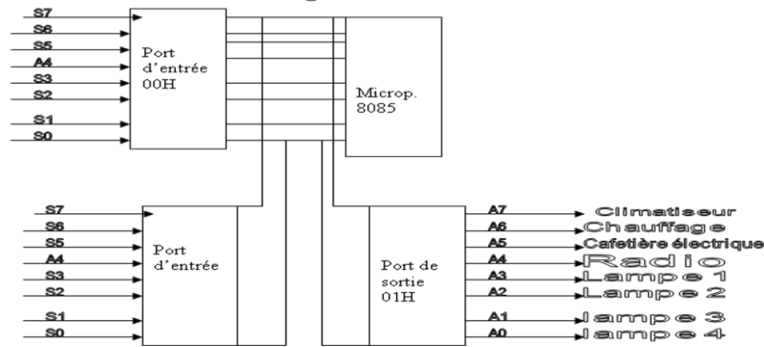 S7
S6
S5
A4
S3
S2
S1
S0
Port
d'entrée
00H
Microp.
8085
S7
S6
S5
A4
S3
S2
S1
S0
Port
d'entrée
Port de
sortie
01H
A7 Climatiseur
A6 Chauffage
A5 Cafetière électrique
A4 Radio
A3 Lampe 1
A2 Lampe 2
A1 lampe 3
A0 lampe 4